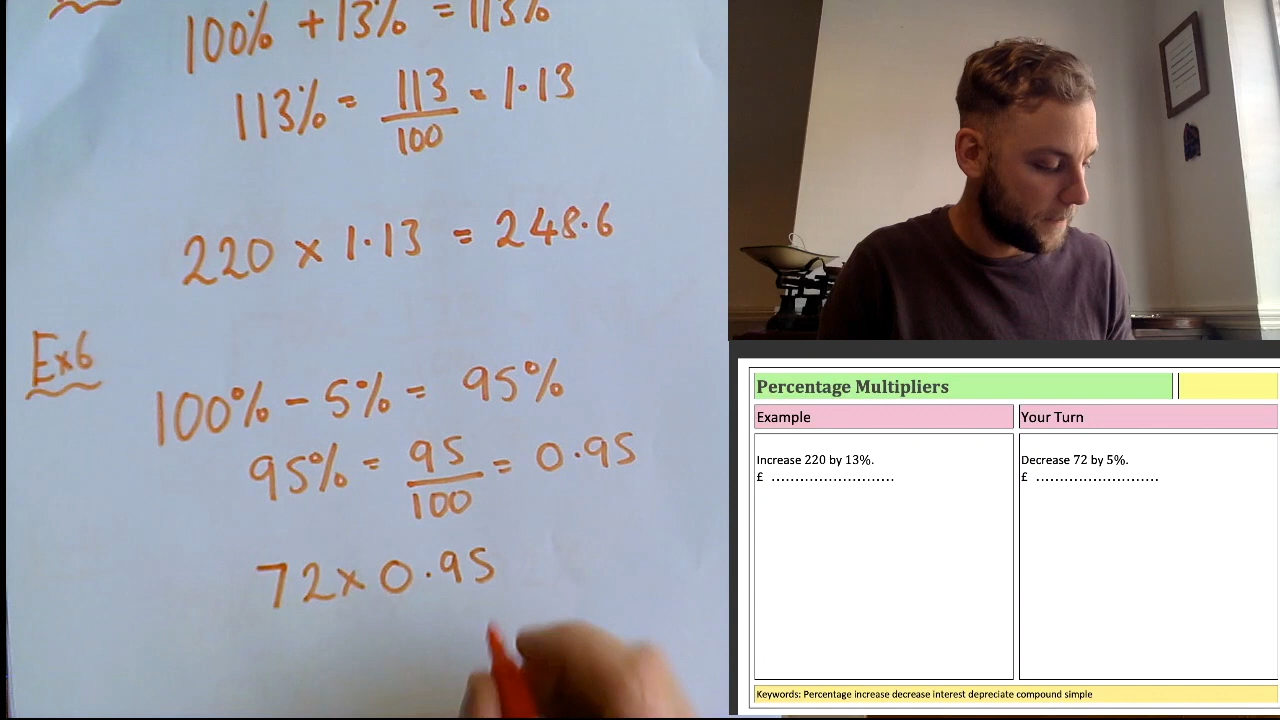 100% + 13% = 113%
113% = 113/100 = 1.13
220 × 1.13 = 248.6
Ex6
100% - 5% = 95%
95% = 95/100 = 0.95
72 × 0.95
Percentage Multipliers
Example
Your Turn
Increase 220 by 13%.
£ ..........................
Decrease 72 by 5%.
£ ..........................
Keywords: Percentage increase decrease interest depreciate compound simple